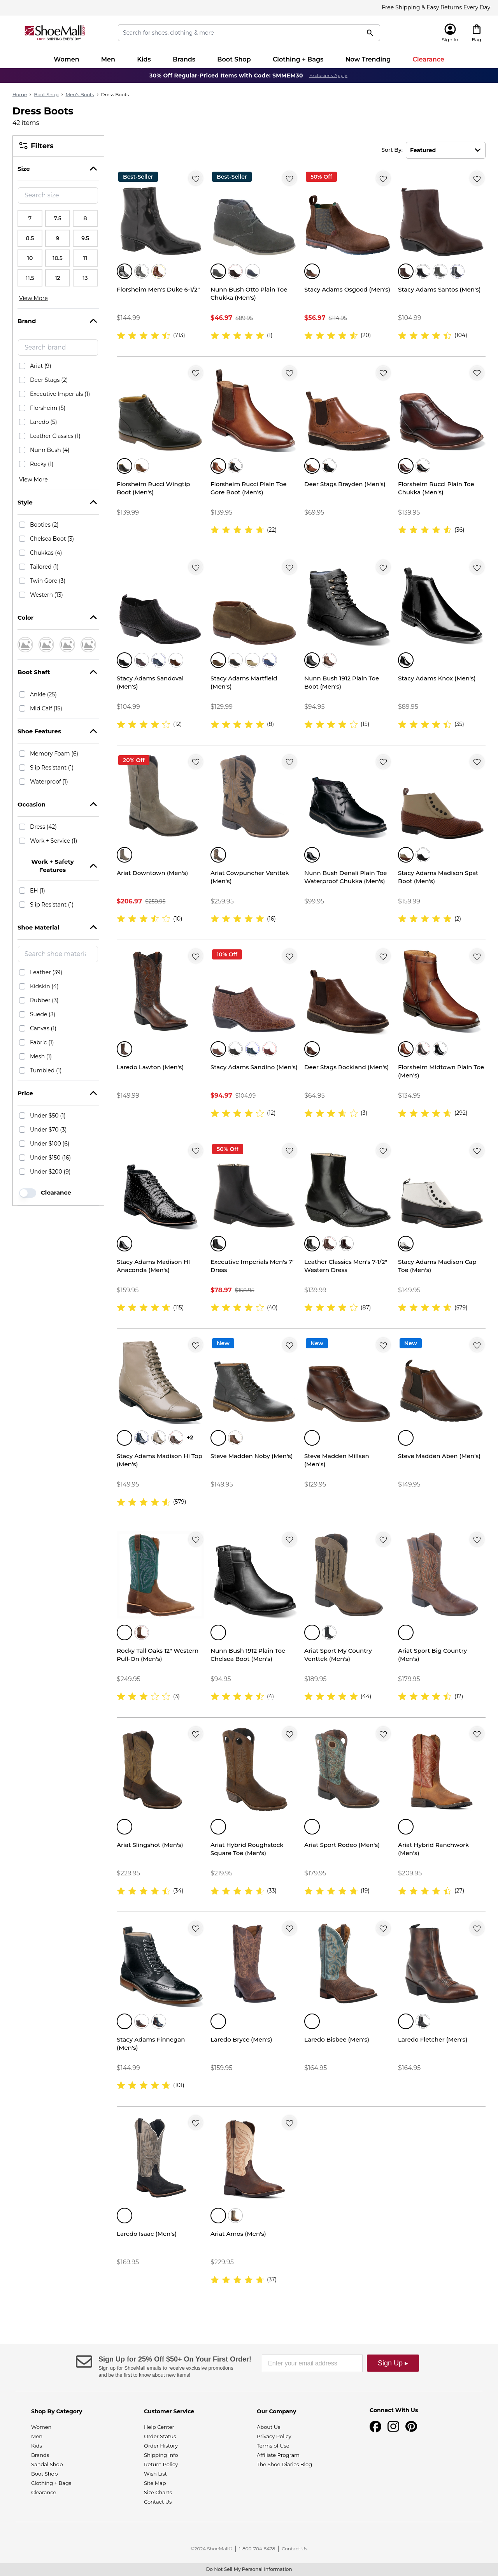 Free Shipping & Easy Returns Every Day
ShoeMall
FREE SHIPPING EVERY DAY
Search for shoes, clothing & more
Sign In
Bag
Women
Men
Kids
Brands
Boot Shop
Clothing + Bags
Now Trending
Clearance
30% Off Regular-Priced Items with Code: SMMEM30 Exclusions Apply
Home > Boot Shop > Men's Boots > Dress Boots
Dress Boots
42 items
Filters
Size
Search size
7 7.5 8
8.5 9 9.5
10 10.5 11
11.5 12 13
View More
Brand
Search brand
Ariat (9)
Deer Stags (2)
Executive Imperials (1)
Florsheim (5)
Laredo (5)
Leather Classics (1)
Nunn Bush (4)
Rocky (1)
View More
Style
Booties (2)
Chelsea Boot (3)
Chukkas (4)
Tailored (1)
Twin Gore (3)
Western (13)
Color
Boot Shaft
Ankle (25)
Mid Calf (15)
Shoe Features
Memory Foam (6)
Slip Resistant (1)
Waterproof (1)
Occasion
Dress (42)
Work + Service (1)
Work + Safety
Features
EH (1)
Slip Resistant (1)
Shoe Material
Search shoe materi
Leather (39)
Kidskin (4)
Rubber (3)
Suede (3)
Canvas (1)
Fabric (1)
Mesh (1)
Tumbled (1)
Price
Under $50 (1)
Under $70 (3)
Under $100 (6)
Under $150 (16)
Under $200 (9)
Clearance
Sort By: Featured
Best-Seller
Florsheim Men's Duke 6-1/2"
$144.99
(713)
Best-Seller
Nunn Bush Otto Plain Toe
Chukka (Men's)
$46.97 $89.95
(1)
50% Off
Stacy Adams Osgood (Men's)
$56.97 $114.95
(20)
Stacy Adams Santos (Men's)
$104.99
(104)
Florsheim Rucci Wingtip
Boot (Men's)
$139.99
Florsheim Rucci Plain Toe
Gore Boot (Men's)
$139.95
(22)
Deer Stags Brayden (Men's)
$69.95
Florsheim Rucci Plain Toe
Chukka (Men's)
$139.95
(36)
Stacy Adams Sandoval
(Men's)
$104.99
(12)
Stacy Adams Martfield
(Men's)
$129.99
(8)
Nunn Bush 1912 Plain Toe
Boot (Men's)
$94.95
(15)
Stacy Adams Knox (Men's)
$89.95
(35)
20% Off
Ariat Downtown (Men's)
$206.97 $259.95
(10)
Ariat Cowpuncher Venttek
(Men's)
$259.95
(16)
Nunn Bush Denali Plain Toe
Waterproof Chukka (Men's)
$99.95
Stacy Adams Madison Spat
Boot (Men's)
$159.99
(2)
Laredo Lawton (Men's)
$149.99
10% Off
Stacy Adams Sandino (Men's)
$94.97 $104.99
(12)
Deer Stags Rockland (Men's)
$64.95
(3)
Florsheim Midtown Plain Toe
(Men's)
$134.95
(292)
Stacy Adams Madison HI
Anaconda (Men's)
$159.95
(115)
50% Off
Executive Imperials Men's 7"
Dress
$78.97 $158.95
(40)
Leather Classics Men's 7-1/2"
Western Dress
$139.99
(87)
Stacy Adams Madison Cap
Toe (Men's)
$149.95
(579)
+2
Stacy Adams Madison Hi Top
(Men's)
$149.95
(579)
New
Steve Madden Noby (Men's)
$149.95
New
Steve Madden Millsen
(Men's)
$129.95
New
Steve Madden Aben (Men's)
$149.95
Rocky Tall Oaks 12" Western
Pull-On (Men's)
$249.95
(3)
Nunn Bush 1912 Plain Toe
Chelsea Boot (Men's)
$94.95
(4)
Ariat Sport My Country
Venttek (Men's)
$189.95
(44)
Ariat Sport Big Country
(Men's)
$179.95
(12)
Ariat Slingshot (Men's)
$229.95
(34)
Ariat Hybrid Roughstock
Square Toe (Men's)
$219.95
(33)
Ariat Sport Rodeo (Men's)
$179.95
(19)
Ariat Hybrid Ranchwork
(Men's)
$209.95
(27)
Stacy Adams Finnegan
(Men's)
$144.99
(101)
Laredo Bryce (Men's)
$159.95
Laredo Bisbee (Men's)
$164.95
Laredo Fletcher (Men's)
$164.95
Laredo Isaac (Men's)
$169.95
Ariat Amos (Men's)
$229.95
(37)
Sign Up for 25% Off $50+ On Your First Order!
Sign up for ShoeMall emails to receive exclusive promotions
and be the first to know about new items!
Enter your email address
Sign Up ▸
Shop By Category
Women
Men
Kids
Brands
Sandal Shop
Boot Shop
Clothing + Bags
Clearance
Customer Service
Help Center
Order Status
Order History
Shipping Info
Return Policy
Wish List
Site Map
Size Charts
Contact Us
Our Company
About Us
Privacy Policy
Terms of Use
Affiliate Program
The Shoe Diaries Blog
Connect With Us
©2024 ShoeMall® | 1-800-704-5478 | Contact Us
Do Not Sell My Personal Information